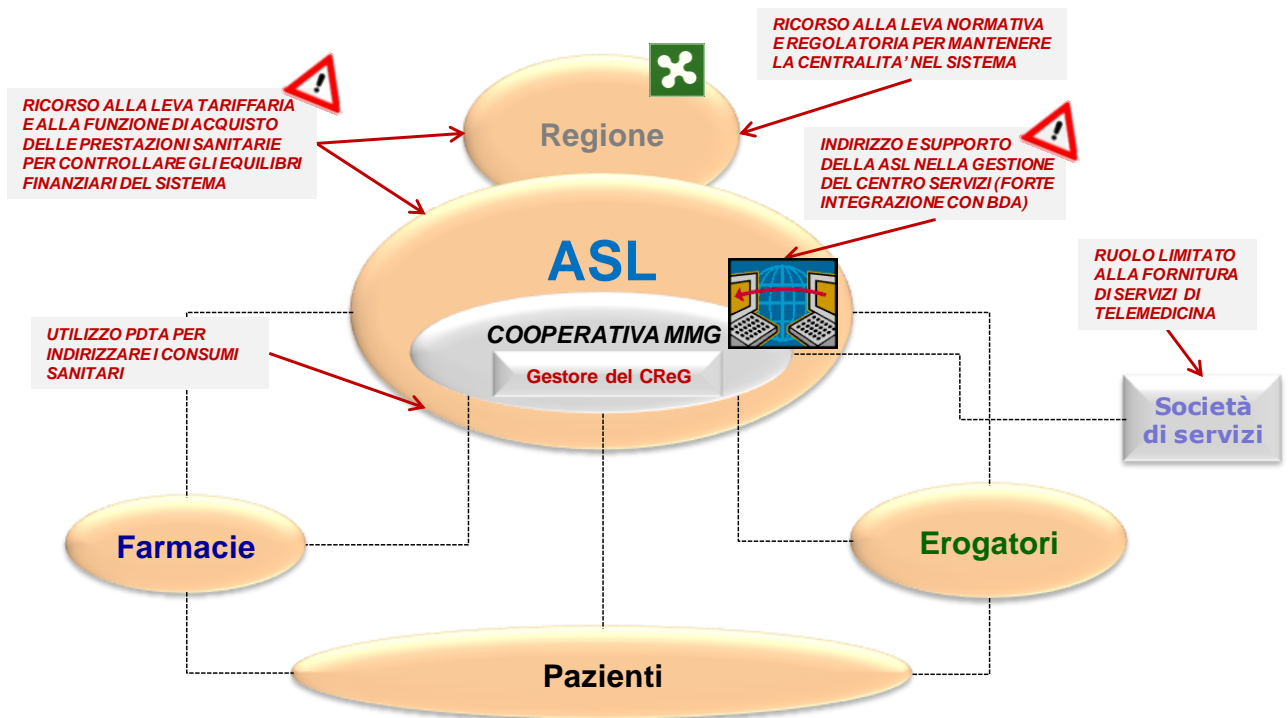 RICORSO ALLA LEVA NORMATIVA
E REGOLATORIA PER MANTENERE
LA CENTRALITA' NEL SISTEMA
RICORSO ALLA LEVA TARIFFARIA
E ALLA FUNZIONE DI ACQUISTO
DELLE PRESTAZIONI SANITARIE
PER CONTROLLARE GLI EQUILIBRI
FINANZIARI DEL SISTEMA
Regione
INDIRIZZO E SUPPORTO
DELLA ASL NELLA GESTIONE
DEL CENTRO SERVIZI (FORTE
INTEGRAZIONE CON BDA)
ASL
RUOLO LIMITATO
ALLA FORNITURA
DI SERVIZI DI
TELEMEDICINA
UTILIZZO PDTA PER
INDIRIZZARE I CONSUMI
SANITARI
COOPERATIVA MMG
Gestore del CReG
Società
di servizi
Farmacie
Erogatori
Pazienti